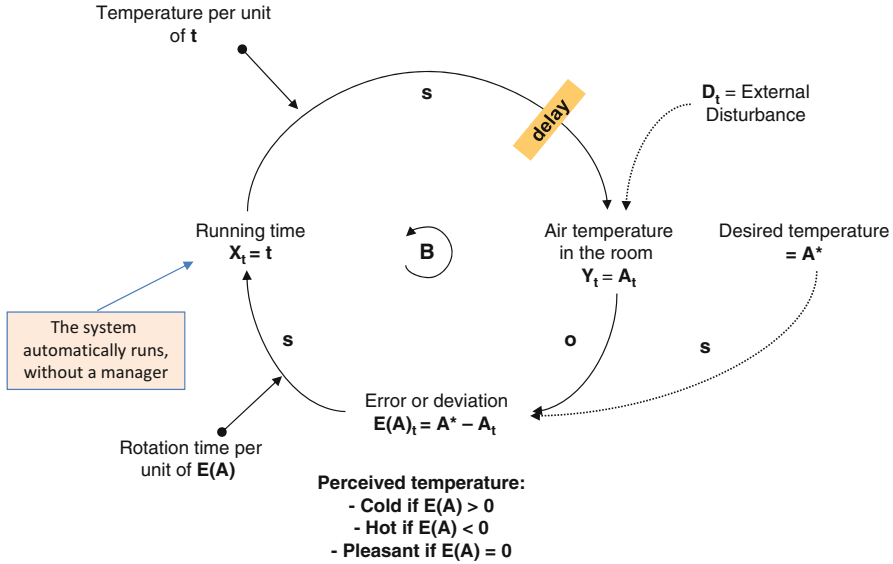 Temperature per unit
of t
s
delay
Dt = External
Disturbance
Running time
Xt = t
B
Air temperature
in the room
Yt = At
Desired temperature
= A*
The system
automatically runs,
without a manager
s
o
s
Error or deviation
E(A)t = A* – At
Rotation time per
unit of E(A)
Perceived temperature:
- Cold if E(A) > 0
- Hot if E(A) < 0
- Pleasant if E(A) = 0